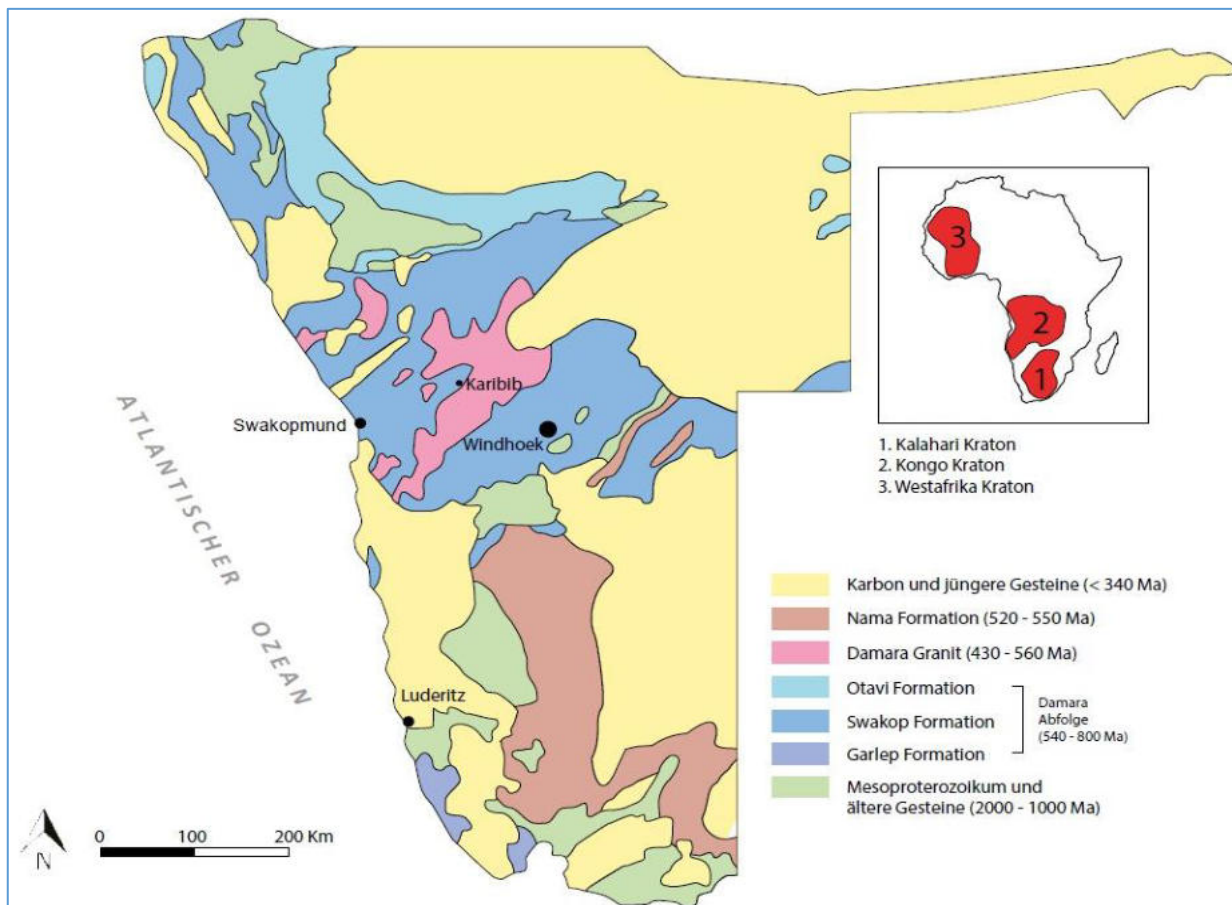 3
2
1
1. Kalahari Kraton
2. Kongo Kraton
3. Westafrika Kraton
Karibib
Swakopmund
Windhoek
ATLANTISCHER OZEAN
Luderitz
Karbon und jüngere Gesteine (< 340 Ma)
Nama Formation (520 - 550 Ma)
Damara Granit (430 - 560 Ma)
Otavi Formation
Swakop Formation
Garlep Formation
Damara
Abfolge
(540 - 800 Ma)
Mesoproterozoikum und
ältere Gesteine (2000 - 1000 Ma)
0 100 200 Km
N